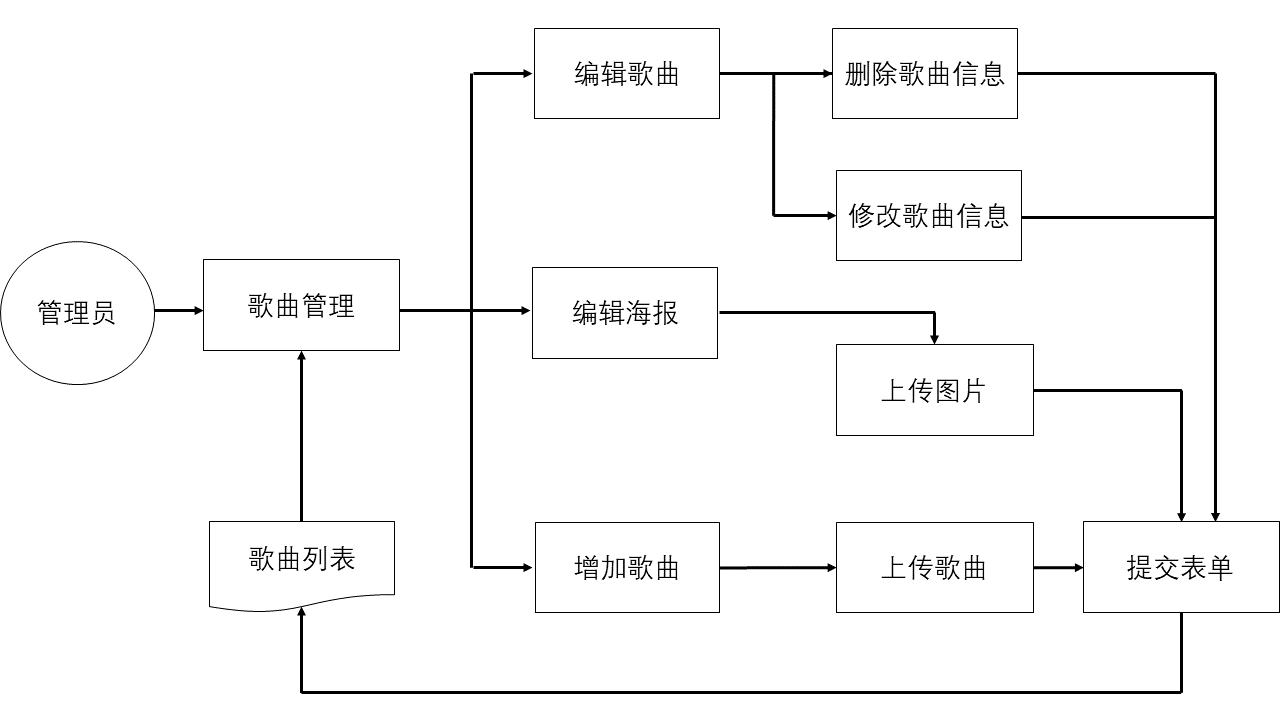 编辑歌曲
删除歌曲信息
修改歌曲信息
管理员
歌曲管理
编辑海报
上传图片
歌曲列表
增加歌曲
上传歌曲
提交表单